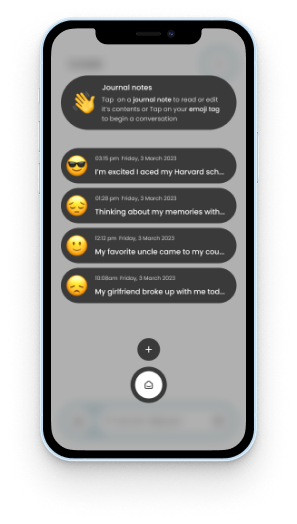 Journal notes
Tap on a journal note to read or edit
it's contents or Tap on your emoji tag
to begin a conversation
03:15 pm Friday, 3 March 2023
I'm excited I aced my Harvard sch...
01:28 pm Friday, 3 March 2023
Thinking about my memories with...
12:12 pm Friday, 3 March 2023
My favorite uncle came to my cou...
10:09am Friday, 3 March 2023
My girlfriend broke up with me tod...